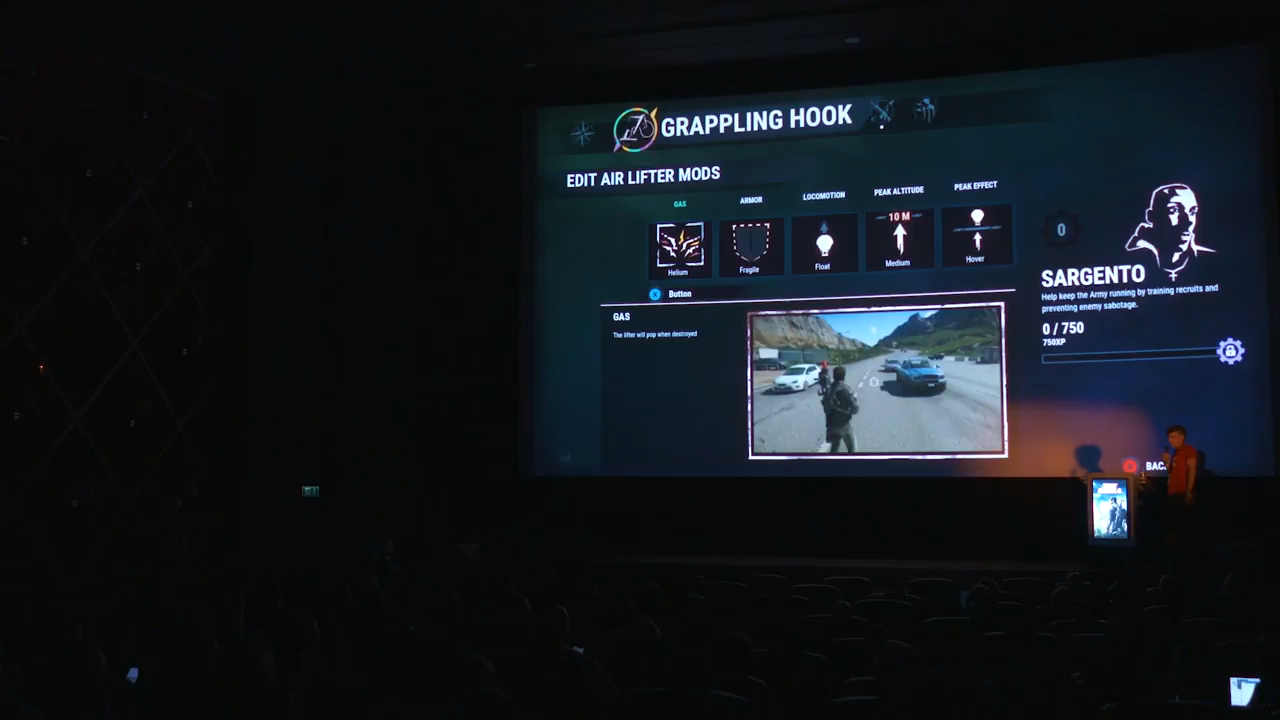 GRAPPLING HOOK
EDIT AIR LIFTER MODS
GAS
ARMOR
LOCOMOTION
PEAK ALTITUDE
PEAK EFFECT
10 M
Helium
Fragile
Float
Medium
Hover
Button
GAS
The lifter will pop when destroyed
0
SARGENTO
Help keep the Army running by training recruits and
preventing enemy sabotage.
0 / 750
750XP